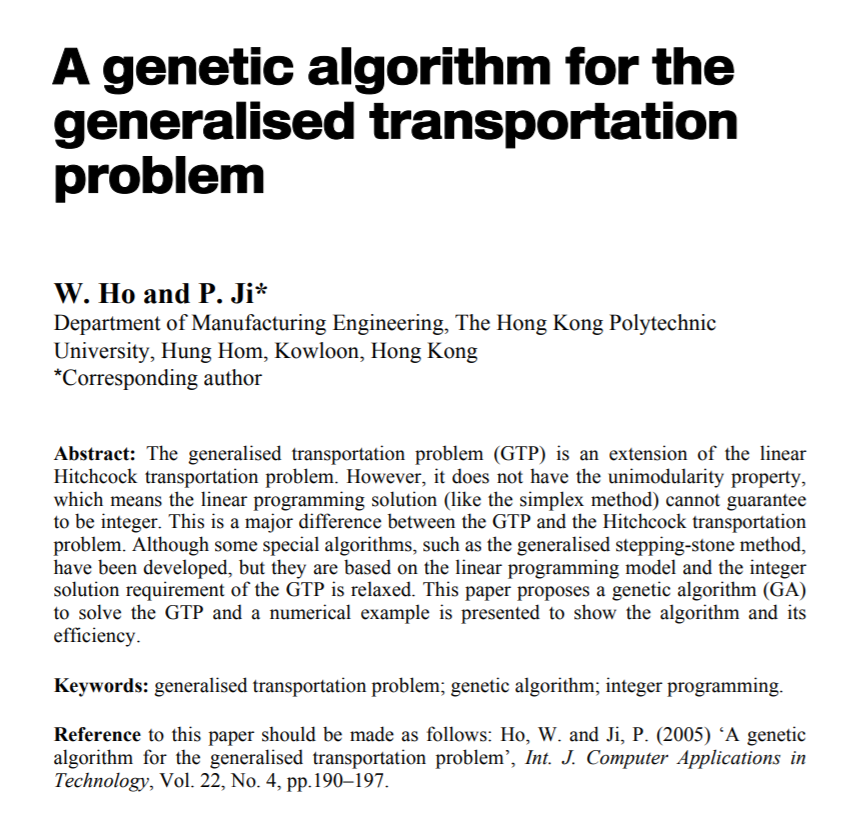 A genetic algorithm for the
generalised transportation
problem
W. Ho and P. Ji*
Department of Manufacturing Engineering, The Hong Kong Polytechnic
University, Hung Hom, Kowloon, Hong Kong
*Corresponding author
Abstract: The generalised transportation problem (GTP) is an extension of the linear
Hitchcock transportation problem. However, it does not have the unimodularity property,
which means the linear programming solution (like the simplex method) cannot guarantee
to be integer. This is a major difference between the GTP and the Hitchcock transportation
problem. Although some special algorithms, such as the generalised stepping-stone method,
have been developed, but they are based on the linear programming model and the integer
solution requirement of the GTP is relaxed. This paper proposes a genetic algorithm (GA)
to solve the GTP and a numerical example is presented to show the algorithm and its
efficiency.
Keywords: generalised transportation problem; genetic algorithm; integer programming.
Reference to this paper should be made as follows: Ho, W. and Ji, P. (2005) ‘A genetic
algorithm for the generalised transportation problem’, Int. J. Computer Applications in
Technology, Vol. 22, No. 4, pp.190–197.